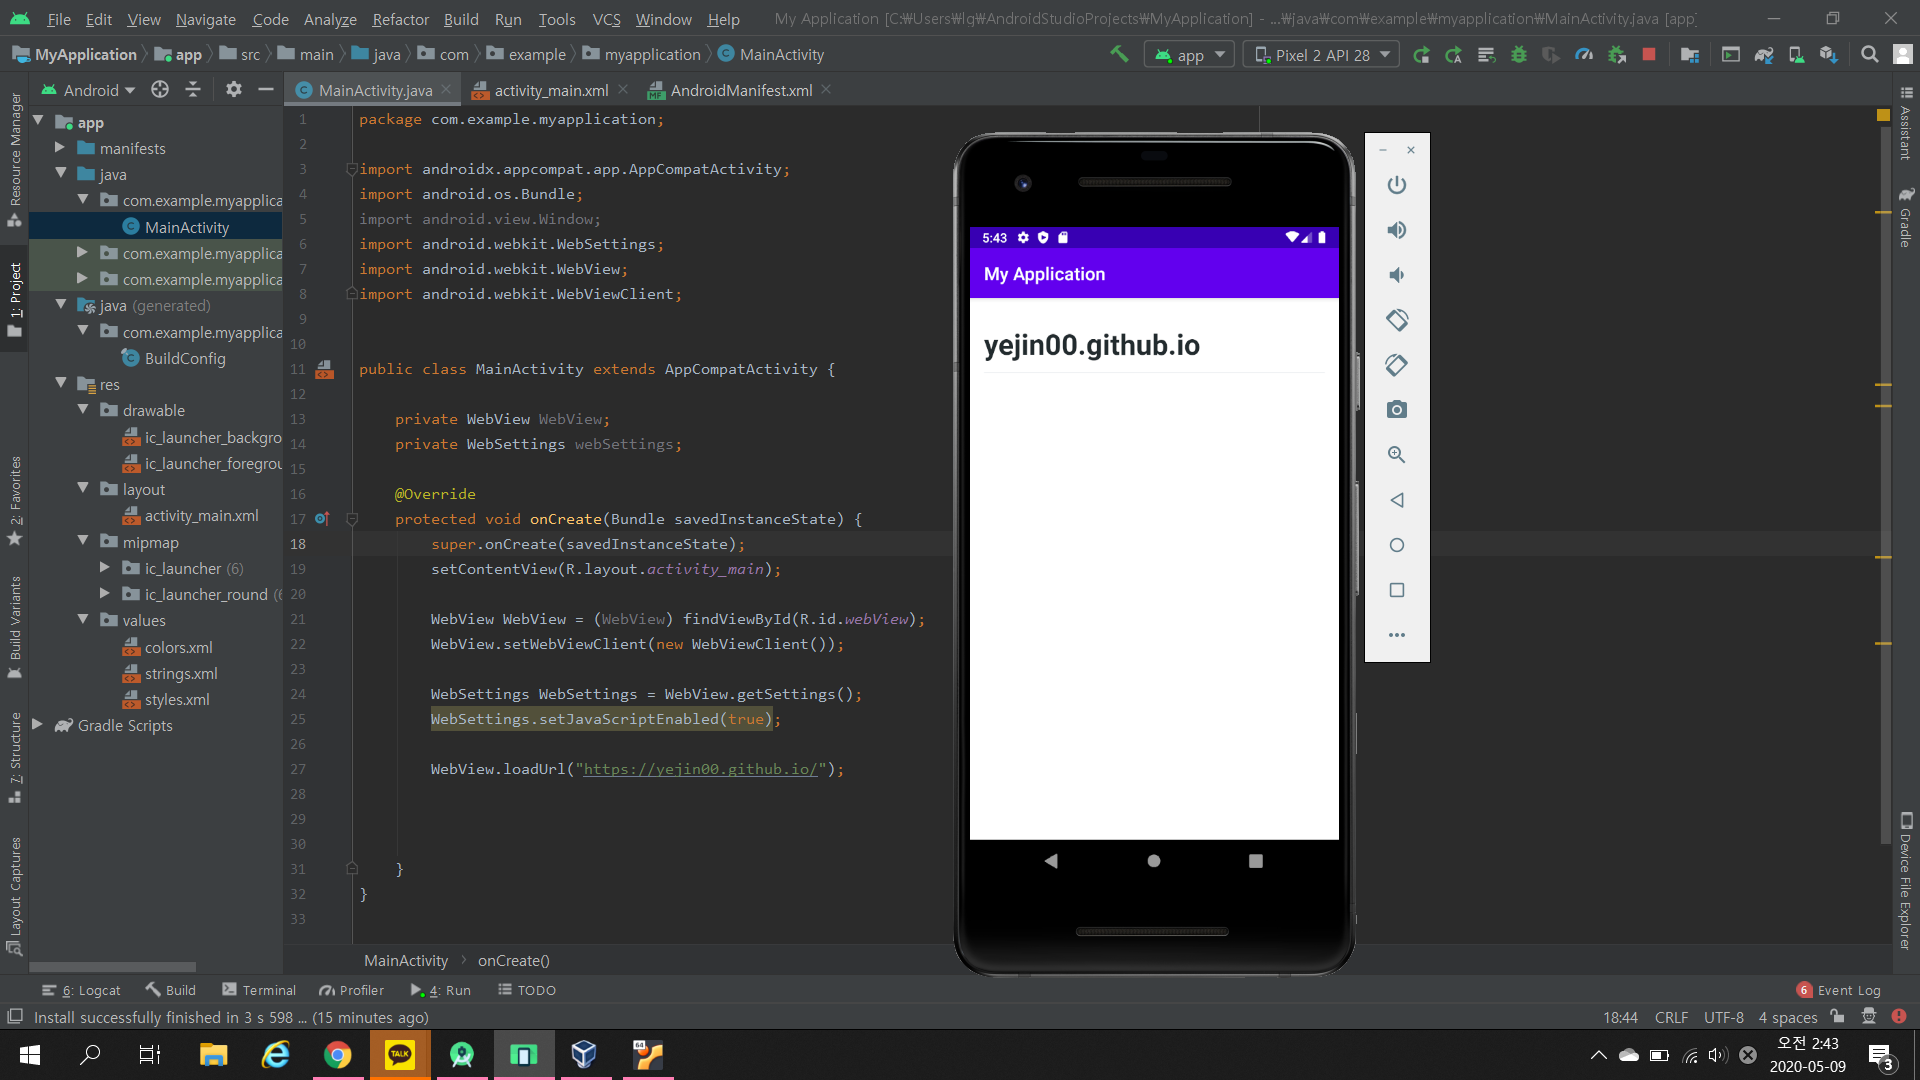 File Edit View Navigate Code Analyze Refactor Build Run Tools VCS Window Help My Application [C:₩Users₩lg₩AndroidStudioProjects₩MyApplication] - ...₩java₩com₩example₩myapplication₩MainActivity.java [app]
MyApplication app src main java com example myapplication MainActivity app Pixel 2 API 28
Android MainActivity.java activity_main.xml AndroidManifest.xml
Resource Manager
1: Project
2: Favorites
Build Variants
7: Structure
Layout Captures
app
manifests
java
com.example.myapplica
MainActivity
com.example.myapplica
com.example.myapplica
java (generated)
com.example.myapplica
BuildConfig
res
drawable
ic_launcher_backgro
ic_launcher_foregrou
layout
activity_main.xml
mipmap
ic_launcher (6)
ic_launcher_round (6
values
colors.xml
strings.xml
styles.xml
Gradle Scripts
1 package com.example.myapplication;
2
3 import androidx.appcompat.app.AppCompatActivity;
4 import android.os.Bundle;
5 import android.view.Window;
6 import android.webkit.WebSettings;
7 import android.webkit.WebView;
8 import android.webkit.WebViewClient;
9
10
11 public class MainActivity extends AppCompatActivity {
12
13 private WebView WebView;
14 private WebSettings webSettings;
15
16 @Override
17 protected void onCreate(Bundle savedInstanceState) {
18 super.onCreate(savedInstanceState);
19 setContentView(R.layout.activity_main);
20
21 WebView WebView = (WebView) findViewById(R.id.webView);
22 WebView.setWebViewClient(new WebViewClient());
23
24 WebSettings WebSettings = WebView.getSettings();
25 WebSettings.setJavaScriptEnabled(true);
26
27 WebView.loadUrl("https://yejin00.github.io/");
28
29
30
31 }
32 }
33
5:43
My Application
yejin00.github.io
Assistant
Gradle
Device File Explorer
MainActivity onCreate()
6: Logcat Build Terminal Profiler 4: Run TODO 6 Event Log
Install successfully finished in 3 s 598 ... (15 minutes ago) 18:44 CRLF UTF-8 4 spaces
TALK
64
오전 2:43
2020-05-09
3